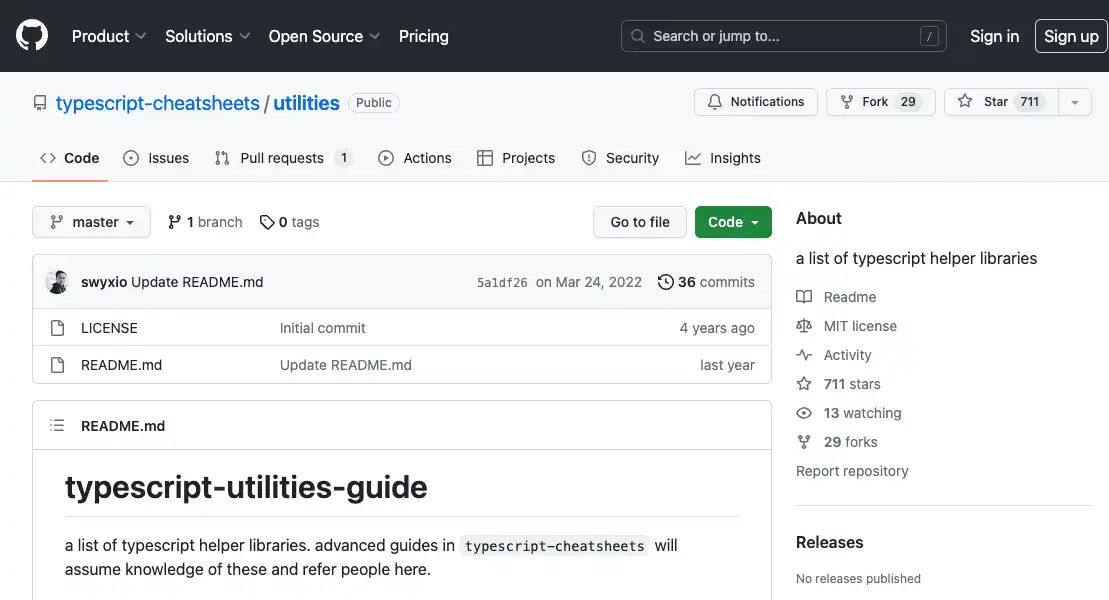 Product Solutions Open Source Pricing Search or jump to... / Sign in Sign up
typescript-cheatsheets / utilities Public Notifications Fork 29 Star 711
Code Issues Pull requests 1 Actions Projects Security Insights
master 1 branch 0 tags Go to file Code
swyxio Update README.md 5a1df26 on Mar 24, 2022 36 commits
LICENSE Initial commit 4 years ago
README.md Update README.md last year
README.md
typescript-utilities-guide
a list of typescript helper libraries. advanced guides in typescript-cheatsheets will
assume knowledge of these and refer people here.
About
a list of typescript helper libraries
Readme
MIT license
Activity
711 stars
13 watching
29 forks
Report repository
Releases
No releases published